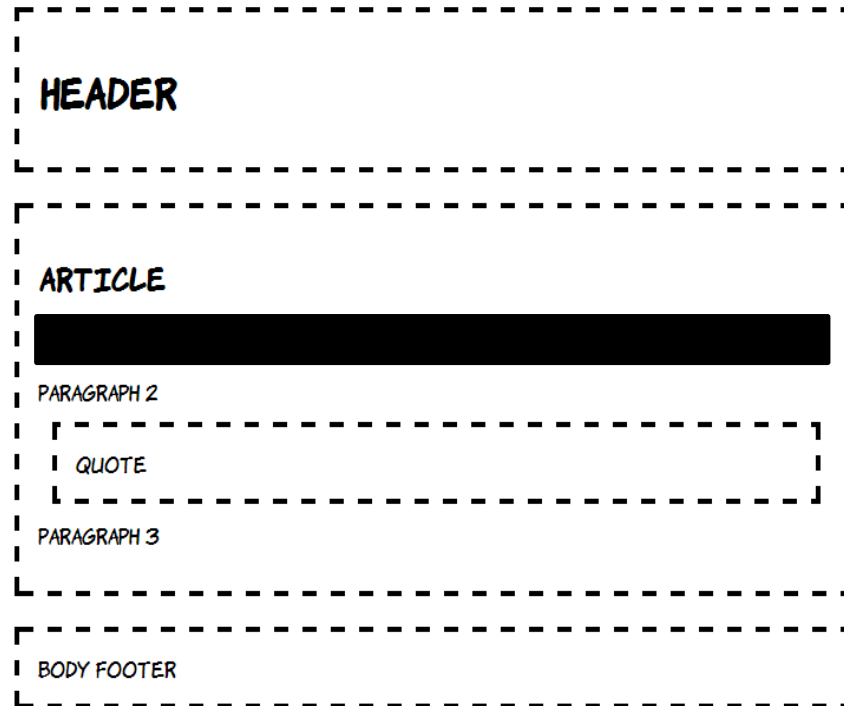 HEADER
ARTICLE
PARAGRAPH 2
QUOTE
PARAGRAPH 3
BODY FOOTER